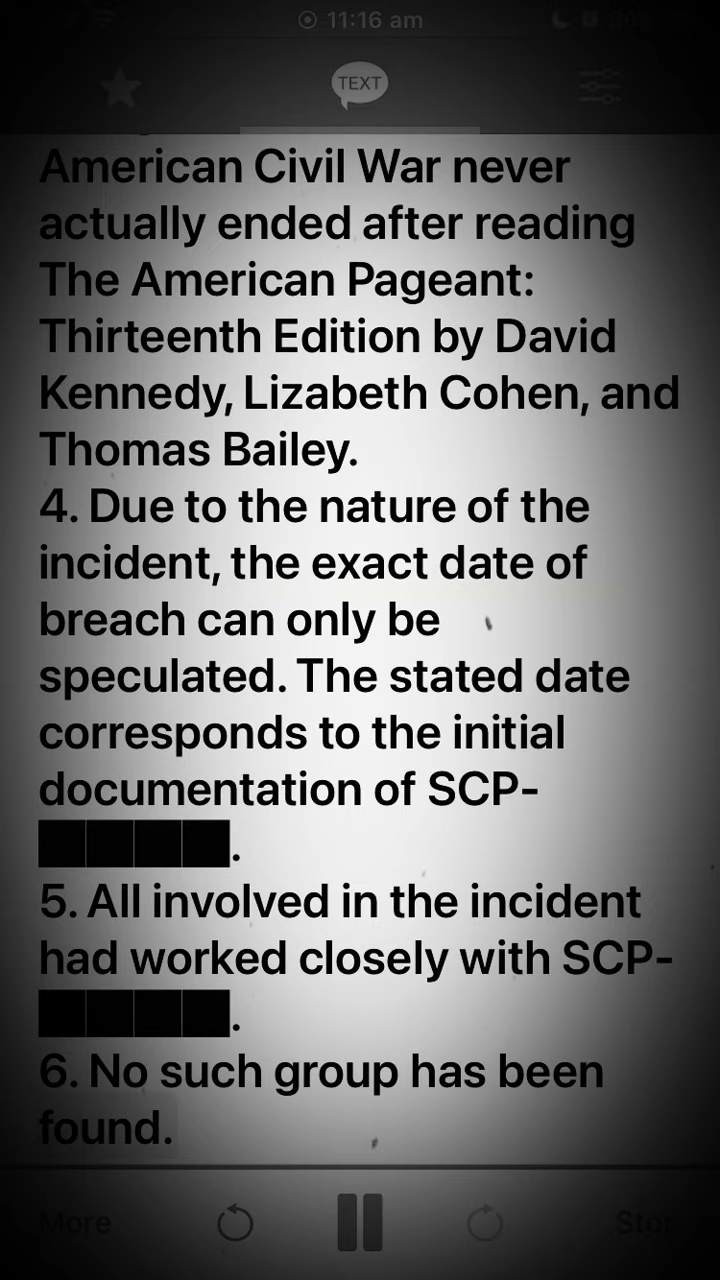 11:16 am
TEXT
American Civil War never
actually ended after reading
The American Pageant:
Thirteenth Edition by David
Kennedy, Lizabeth Cohen, and
Thomas Bailey.
4. Due to the nature of the
incident, the exact date of
breach can only be
speculated. The stated date
corresponds to the initial
documentation of SCP-
████.
5. All involved in the incident
had worked closely with SCP-
████.
6. No such group has been
found.
More
Stop